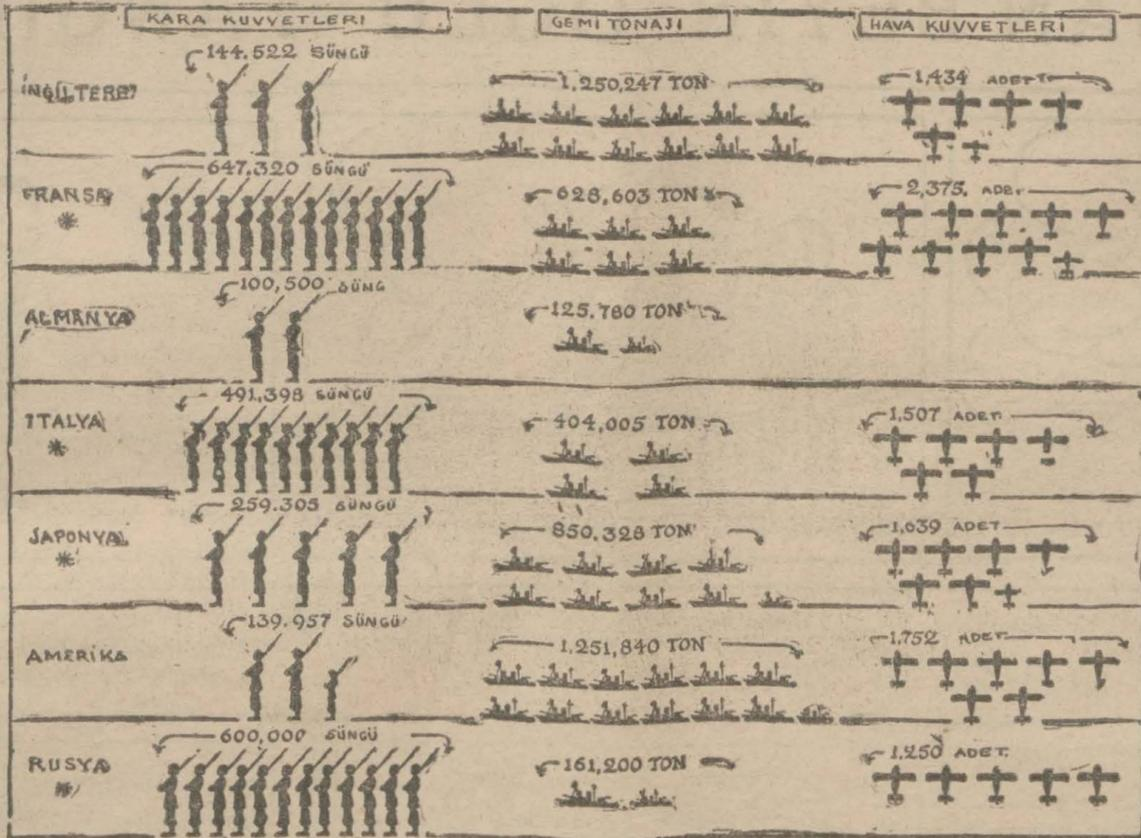 KARA KUVVETLERİ GEMİ TONAJI HAVA KUVVETLERİ
İNGİLTERE 144.522 SÜNGÜ 1.250,247 TON 1,434 ADET
FRANSA 647.320 SÜNGÜ 628,603 TON 2,375. ADET
*
ALMANYA 100,500 SÜNG 125.780 TON
İTALYA 491,398 SÜNGÜ 404,005 TON 1,507 ADET
*
JAPONYA 259.305 SÜNGÜ 850.328 TON 1,639 ADET
*
AMERİKA 139.957 SÜNGÜ 1.251,840 TON 1,752 ADET
RUSYA 600,000 SÜNGÜ 161,200 TON 1.250 ADET.
*